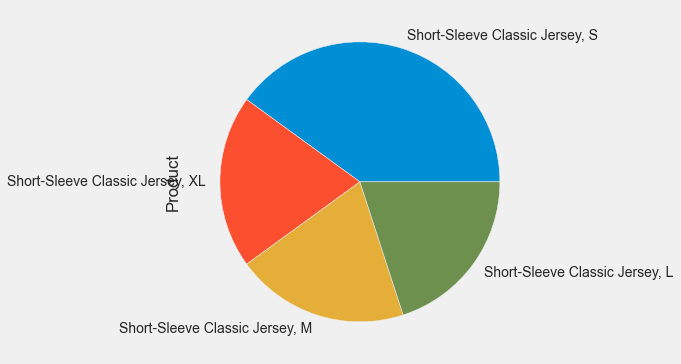 Short-Sleeve Classic Jersey, S
Short-Sleeve Classic Jersey, XL
Product
Short-Sleeve Classic Jersey, L
Short-Sleeve Classic Jersey, M